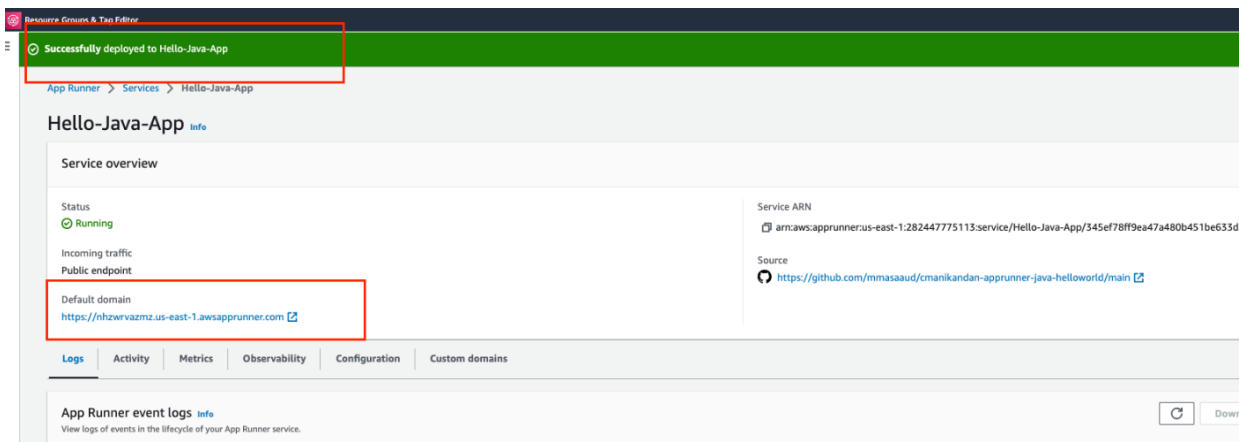 Resource Groups & Tag Editor
Successfully deployed to Hello-Java-App
App Runner > Services > Hello-Java-App
Hello-Java-App Info
Service overview
Status
Running
Incoming traffic
Public endpoint
Default domain
https://nhzwrvazmz.us-east-1.awsapprunner.com
Service ARN
arn:aws:apprunner:us-east-1:282447775113:service/Hello-Java-App/345ef78ff9ea47a480b451be633d
Source
https://github.com/mmasaaud/cmanikandan-apprunner-java-helloworld/main
Logs Activity Metrics Observability Configuration Custom domains
App Runner event logs Info
View logs of events in the lifecycle of your App Runner service.
Down